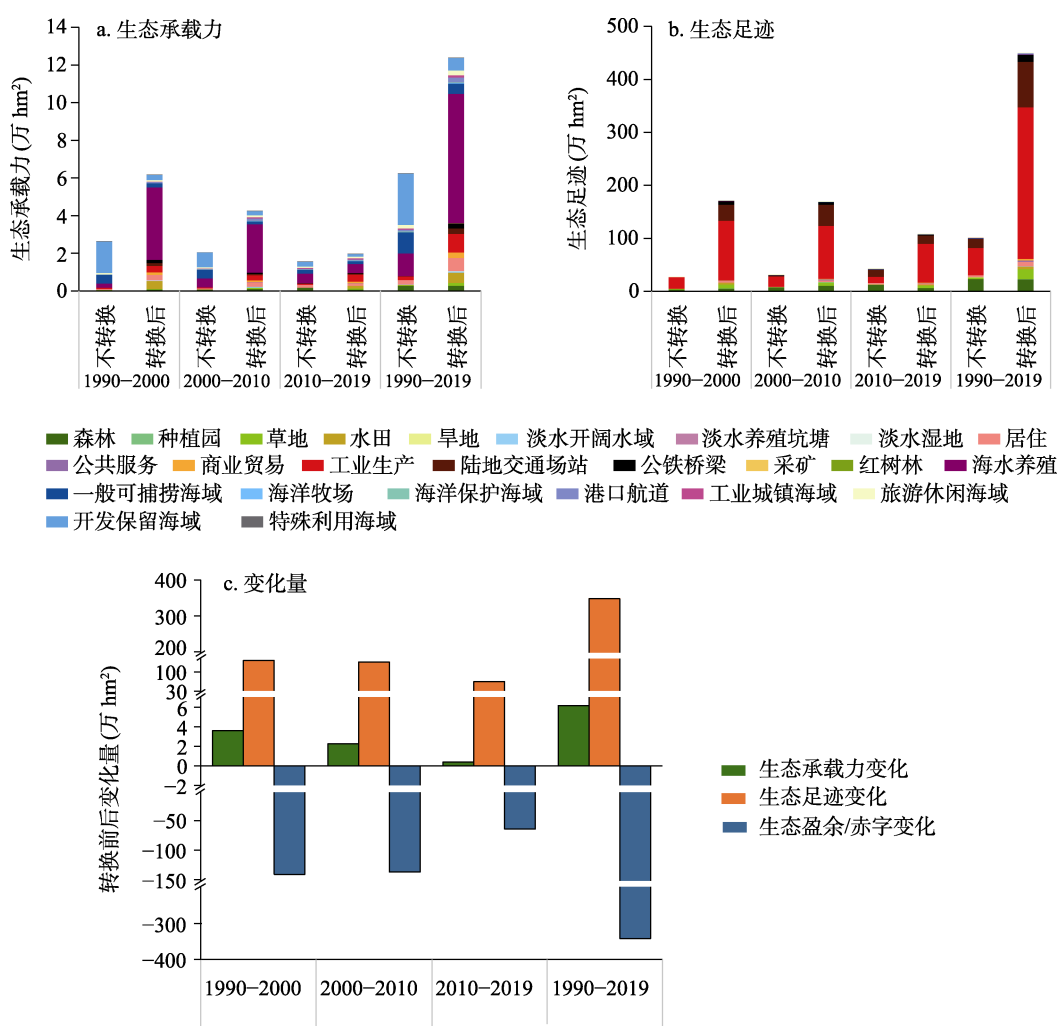 a. 生态承载力
生态承载力 (万 hm²)
14
12
10
8
6
4
2
0
不转换
转换后
不转换
转换后
不转换
转换后
不转换
转换后
1990−2000
2000−2010
2010−2019
1990−2019
b. 生态足迹
生态足迹 (万 hm²)
500
400
300
200
100
0
不转换
转换后
不转换
转换后
不转换
转换后
不转换
转换后
1990−2000
2000−2010
2010−2019
1990−2019
森林 种植园 草地 水田 旱地 淡水开阔水域 淡水养殖坑塘 淡水湿地 居住
公共服务 商业贸易 工业生产 陆地交通场站 公铁桥梁 采矿 红树林 海水养殖
一般可捕捞海域 海洋牧场 海洋保护海域 港口航道 工业城镇海域 旅游休闲海域
开发保留海域 特殊利用海域
c. 变化量
转换前后变化量 (万 hm²)
400
300
200
100
30
6
4
2
0
−2
−50
−100
−150
−300
−400
1990−2000
2000−2010
2010−2019
1990−2019
生态承载力变化
生态足迹变化
生态盈余/赤字变化